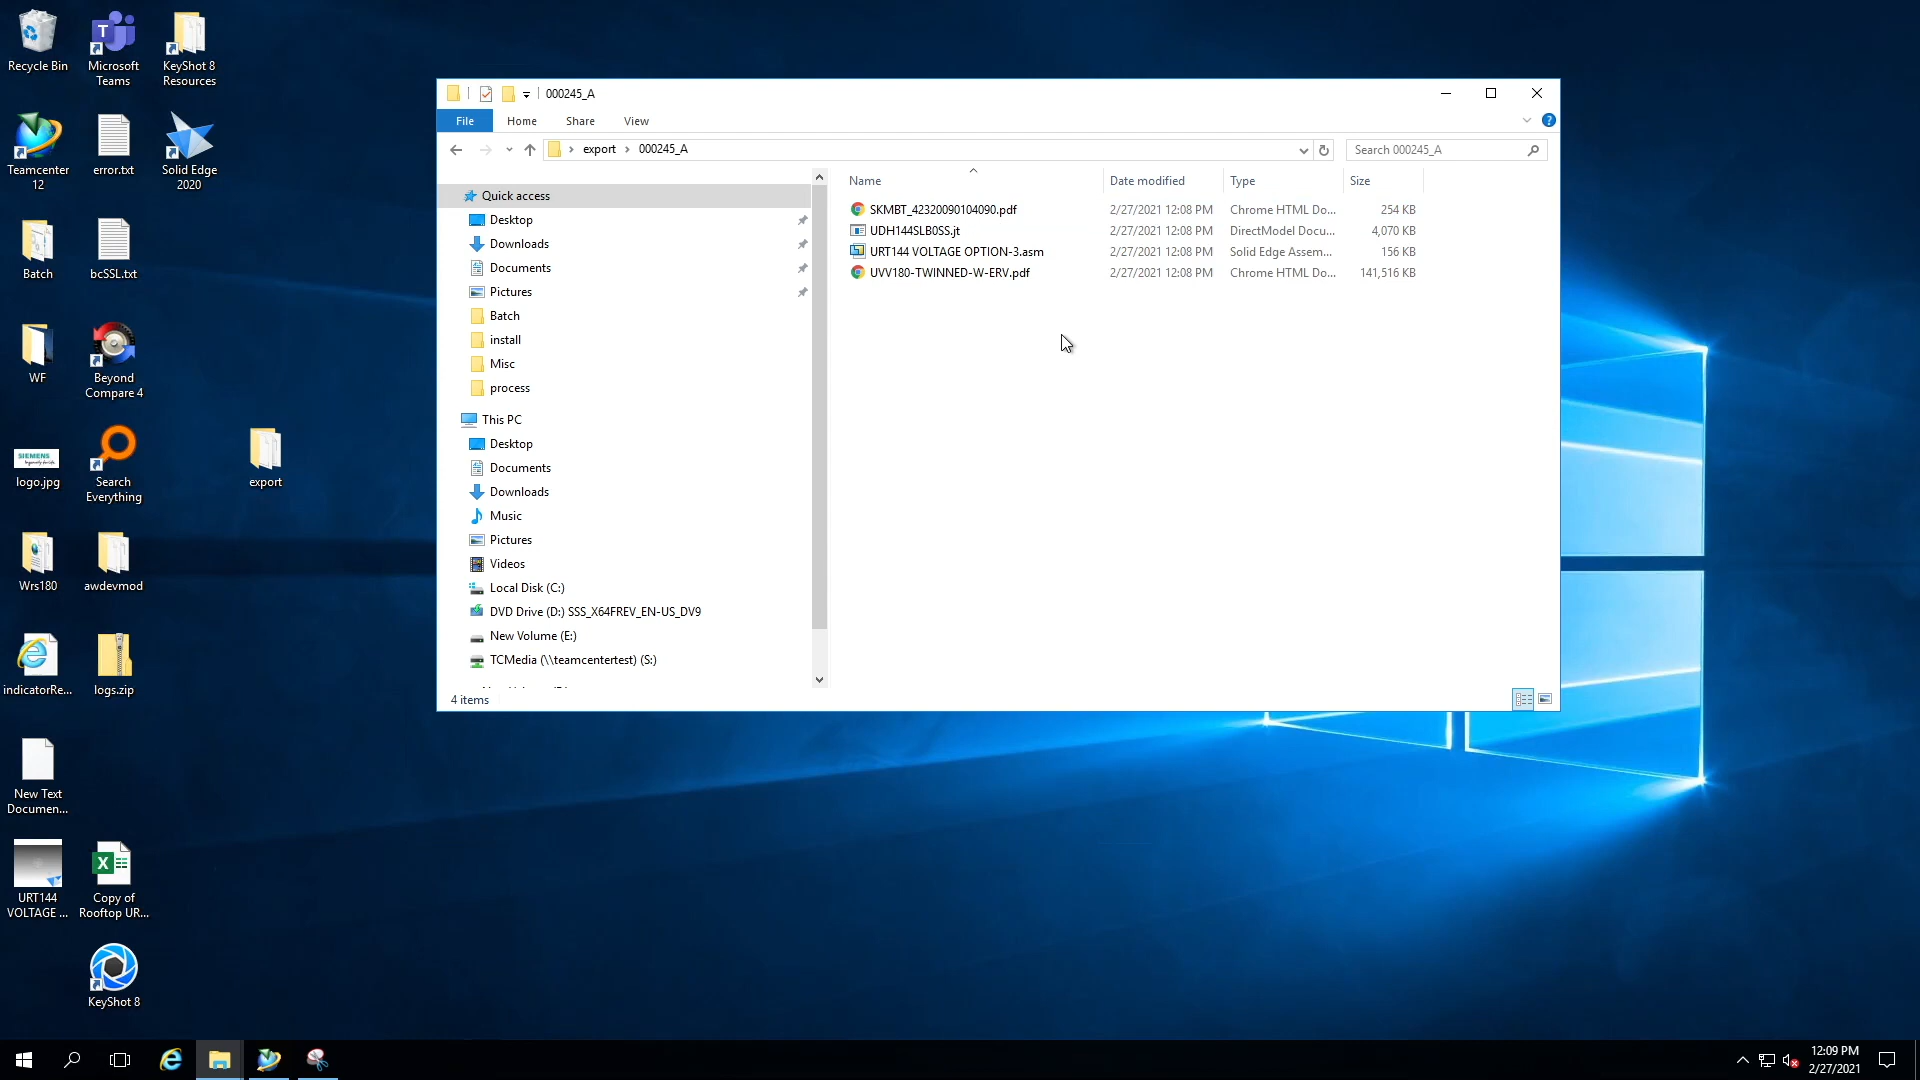 Recycle Bin
Microsoft
Teams
KeyShot 8
Resources
Teamcenter
12
error.txt
Solid Edge
2020
Batch
bcSSL.txt
WF
Beyond
Compare 4
SIEMENS
logo.jpg
Search
Everything
export
Wrs180
awdevmod
indicatorRe...
logs.zip
New Text
Documen...
URT144
VOLTAGE ...
Copy of
Rooftop UR...
KeyShot 8
000245_A
File Home Share View
export 000245_A
Search 000245_A
Quick access
Desktop
Downloads
Documents
Pictures
Batch
install
Misc
process
This PC
Desktop
Documents
Downloads
Music
Pictures
Videos
Local Disk (C:)
DVD Drive (D:) SSS_X64FREV_EN-US_DV9
New Volume (E:)
TCMedia (\\teamcentertest) (S:)
Name Date modified Type Size
SKMBT_42320090104090.pdf 2/27/2021 12:08 PM Chrome HTML Do... 254 KB
UDH144SLB0SS.jt 2/27/2021 12:08 PM DirectModel Docu... 4,070 KB
URT144 VOLTAGE OPTION-3.asm 2/27/2021 12:08 PM Solid Edge Assem... 156 KB
UVV180-TWINNED-W-ERV.pdf 2/27/2021 12:08 PM Chrome HTML Do... 141,516 KB
4 items
12:09 PM
2/27/2021